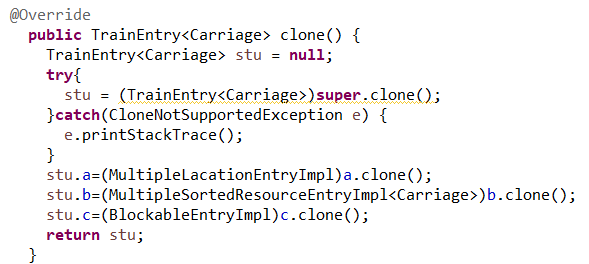 @Override
public TrainEntry<Carriage> clone() {
TrainEntry<Carriage> stu = null;
try{
stu = (TrainEntry<Carriage>)super.clone();
}catch(CloneNotSupportedException e) {
e.printStackTrace();
}
stu.a=(MultipleLacationEntryImpl)a.clone();
stu.b=(MultipleSortedResourceEntryImpl<Carriage>)b.clone();
stu.c=(BlockableEntryImpl)c.clone();
return stu;
}